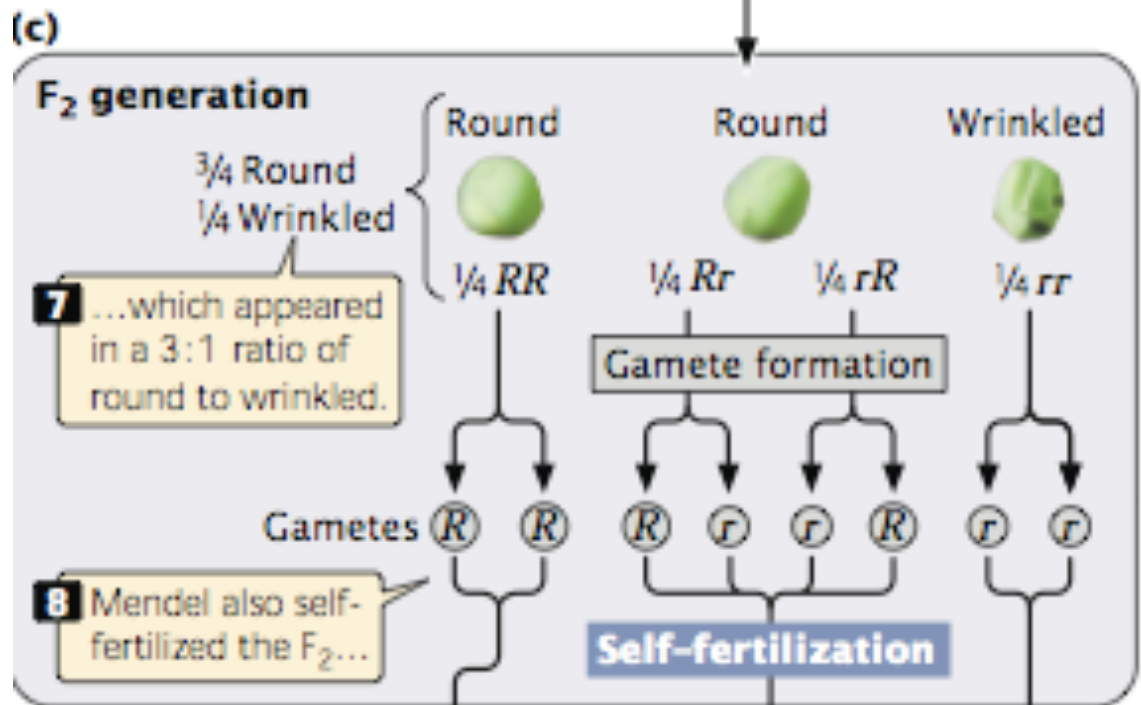 (c)
F₂ generation
Round
Round
Wrinkled
3/4 Round
1/4 Wrinkled
1/4 RR
1/4 Rr
1/4 rR
1/4 rr
7 …which appeared
in a 3:1 ratio of
round to wrinkled.
Gamete formation
Gametes R R R r r R r r
8 Mendel also self-
fertilized the F₂…
Self–fertilization